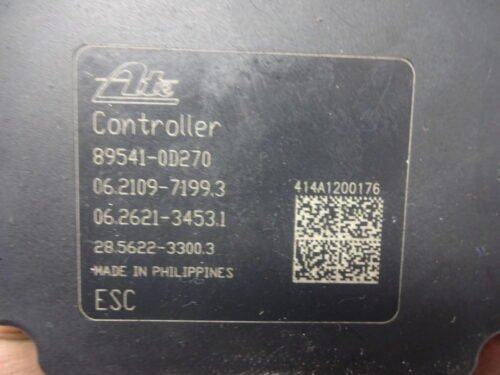 Ate
Controller
89541-0D270
06.2109-7199.3
06.2621-3453.1
28.5622-3300.3
MADE IN PHILIPPINES
ESC
414A1200176